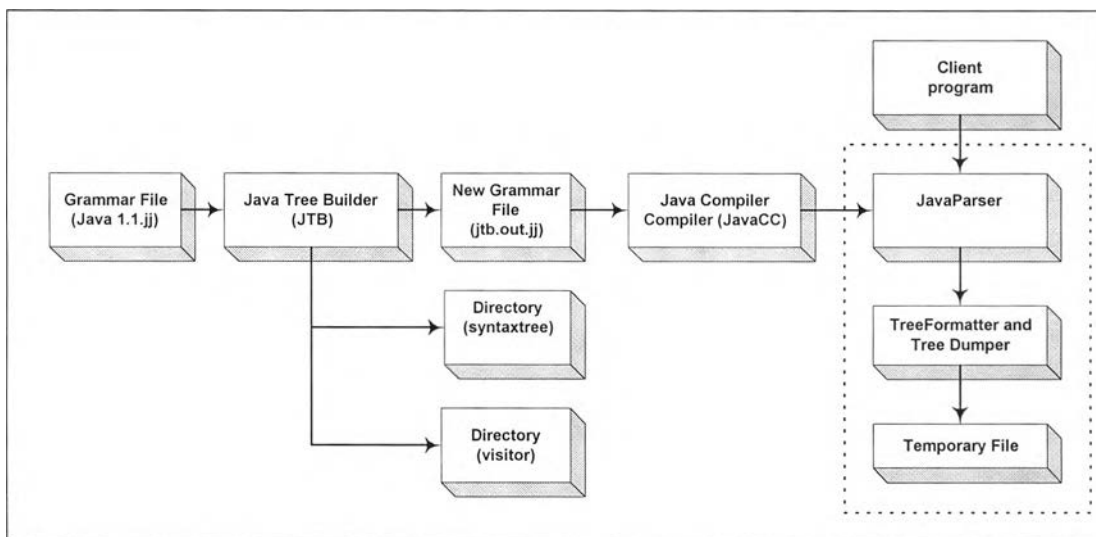 Client
program
Grammar File
(Java 1.1.jj)
Java Tree Builder
(JTB)
New Grammar
File
(jtb.out.jj)
Java Compiler
Compiler (JavaCC)
JavaParser
Directory
(syntaxtree)
TreeFormatter and
Tree Dumper
Directory
(visitor)
Temporary File